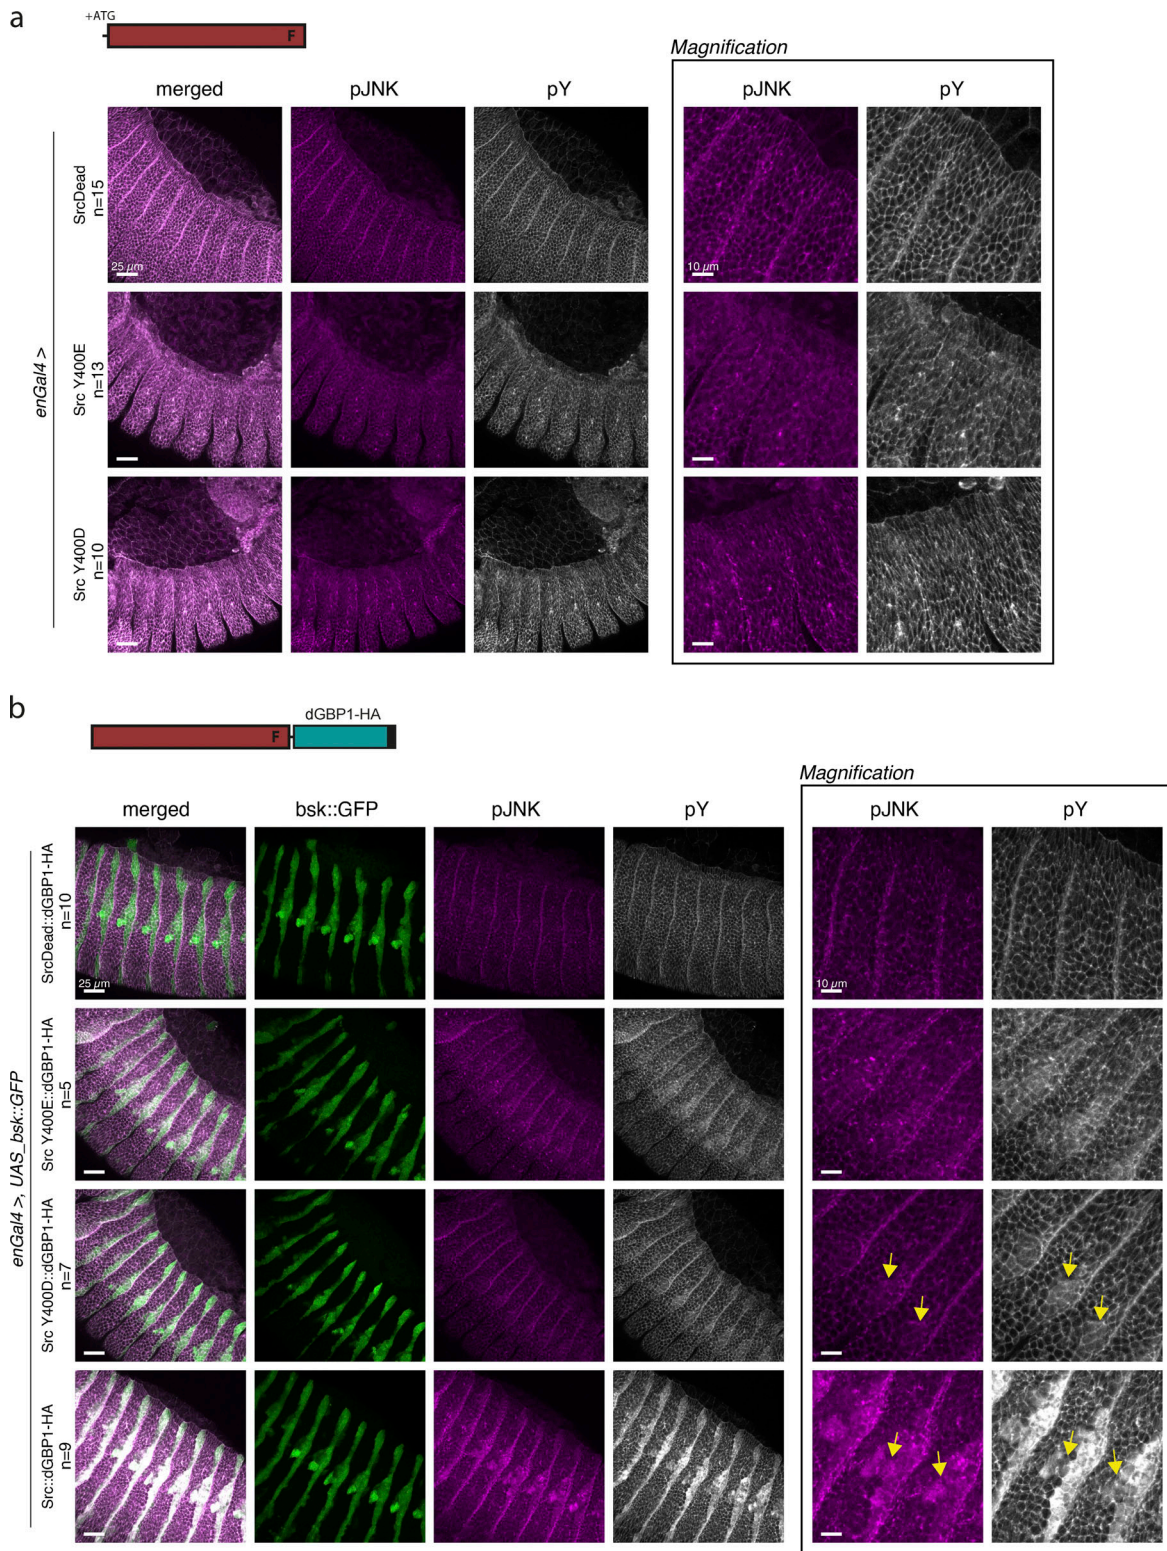 a
+ATG
F
Magnification
merged
pJNK
pY
pJNK
pY
enGal4 >
SrcDead
n=15
25 µm
10 µm
Src Y400E
n=13
Src Y400D
n=10
b
dGBP1-HA
F
Magnification
merged
bsk::GFP
pJNK
pY
pJNK
pY
enGal4 >, UAS_bsk::GFP
SrcDead::dGBP1-HA
n=10
25 µm
10 µm
Src Y400E::dGBP1-HA
n=5
Src Y400D::dGBP1-HA
n=7
Src::dGBP1-HA
n=9